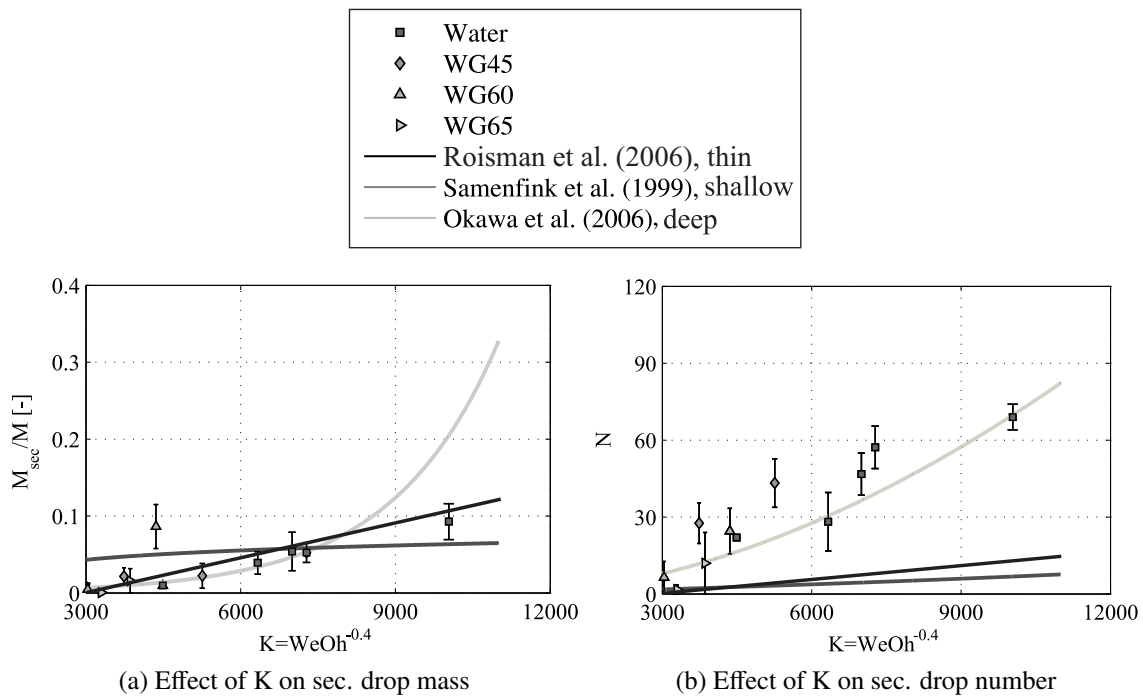 Water
WG45
WG60
WG65
Roisman et al. (2006), thin
Samenfink et al. (1999), shallow
Okawa et al. (2006), deep
0.4
0.3
0.2
0.1
0
M_sec/M [-]
3000 6000 9000 12000
K=WeOh^-0.4
(a) Effect of K on sec. drop mass
120
90
60
30
0
N
3000 6000 9000 12000
K=WeOh^-0.4
(b) Effect of K on sec. drop number